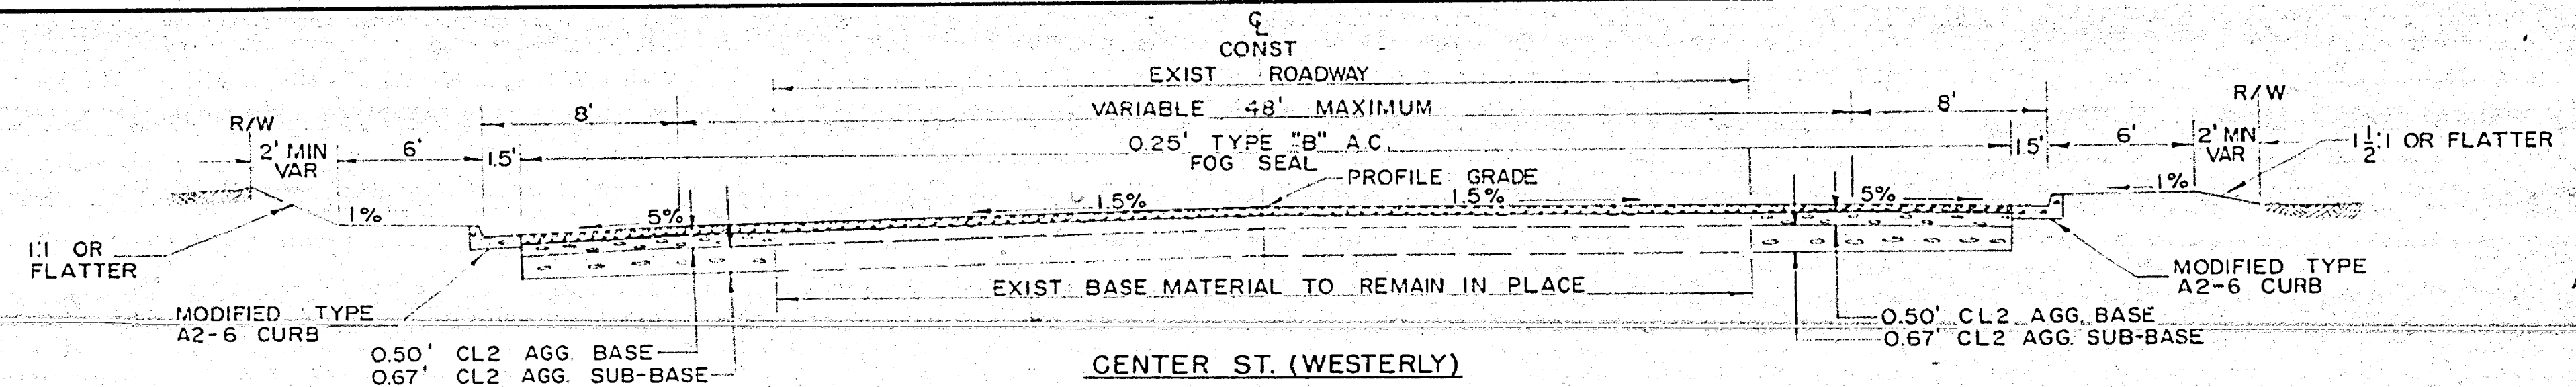 ℄
CONST
EXIST ROADWAY
VARIABLE 48' MAXIMUM
8'
8'
R/W
R/W
2' MIN
VAR
6'
1.5'
0.25' TYPE "B" A.C.
FOG SEAL
1.5'
6'
2' MN
VAR
1 1/2:1 OR FLATTER
PROFILE GRADE
1%
5%
1.5%
1.5%
5%
1%
1:1 OR
FLATTER
EXIST BASE MATERIAL TO REMAIN IN PLACE
MODIFIED TYPE
A2-6 CURB
MODIFIED TYPE
A2-6 CURB
0.50' CL2 AGG. BASE
0.67' CL2 AGG. SUB-BASE
0.50' CL2 AGG. BASE
0.67' CL2 AGG. SUB-BASE
CENTER ST. (WESTERLY)